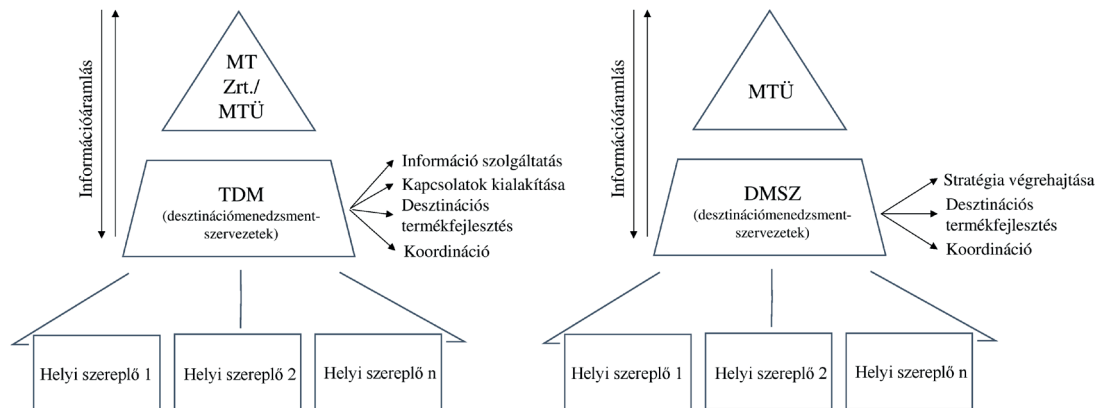 Információáramlás
MT
Zrt./
MTÜ
TDM
(desztinációmenedzsment-
szervezetek)
Információ szolgáltatás
Kapcsolatok kialakítása
Desztinációs
termékfejlesztés
Koordináció
Helyi szereplő 1
Helyi szereplő 2
Helyi szereplő n
Információáramlás
MTÜ
DMSZ
(desztinációmenedzsment-
szervezetek)
Stratégia végrehajtása
Desztinációs
termékfejlesztés
Koordináció
Helyi szereplő 1
Helyi szereplő 2
Helyi szereplő n